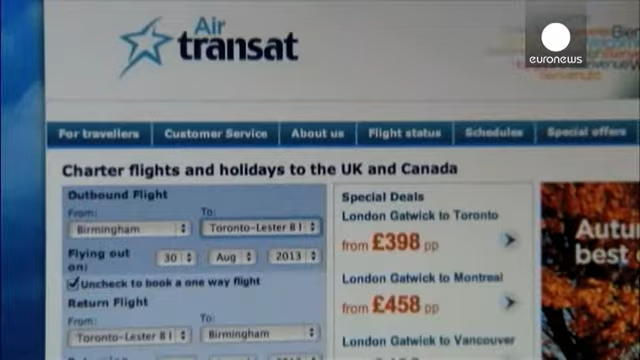 Air
transat
euronews
For travellers
Customer Service
About us
Flight status
Schedules
Special offers
Charter flights and holidays to the UK and Canada
Outbound Flight
From:
To:
Birmingham
Toronto-Lester B
Flying out
on:
30
Aug
2013
Uncheck to book a one way flight
Return Flight
From:
To:
Toronto-Lester B
Birmingham
Special Deals
London Gatwick to Toronto
from £398 pp
London Gatwick to Montreal
from £458 pp
London Gatwick to Vancouver
Autu
best